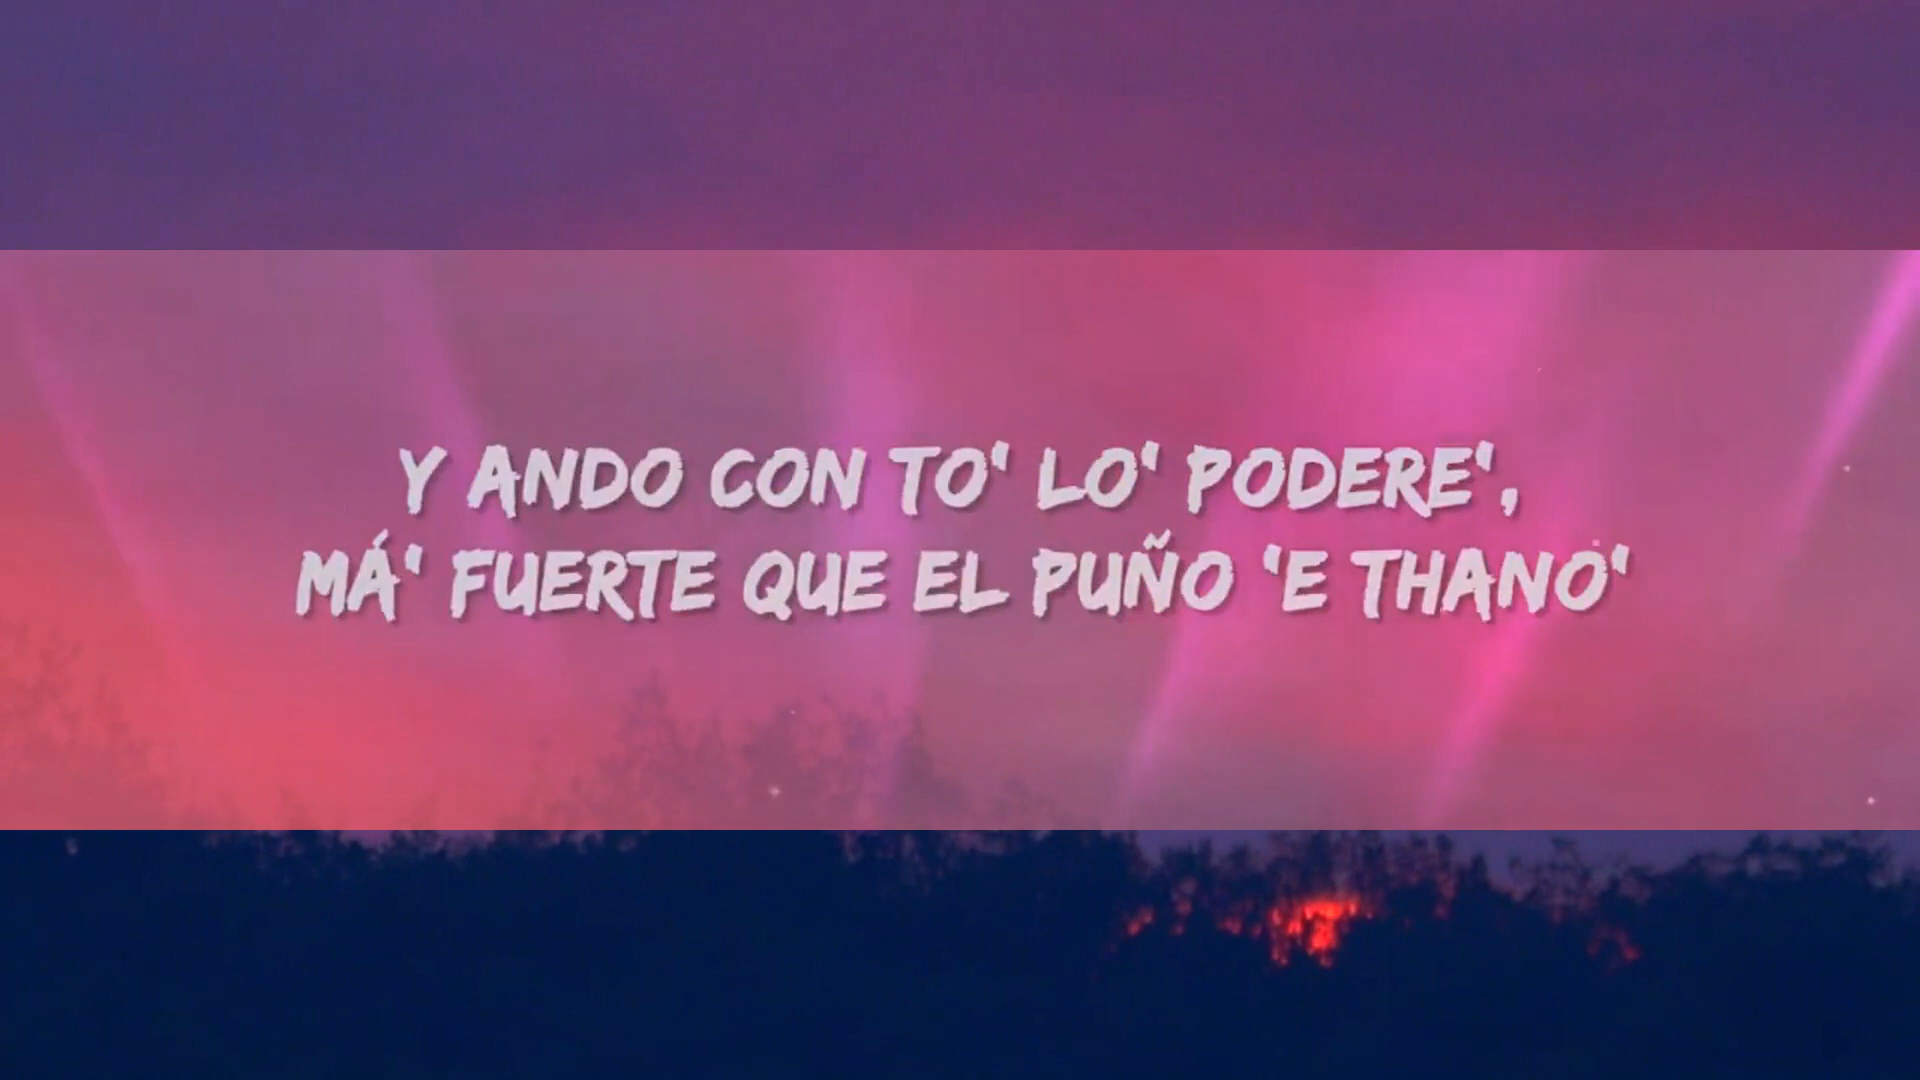 Y ANDO CON TO' LO' PODERE',
MÁ' FUERTE QUE EL PUÑO 'E THANO'